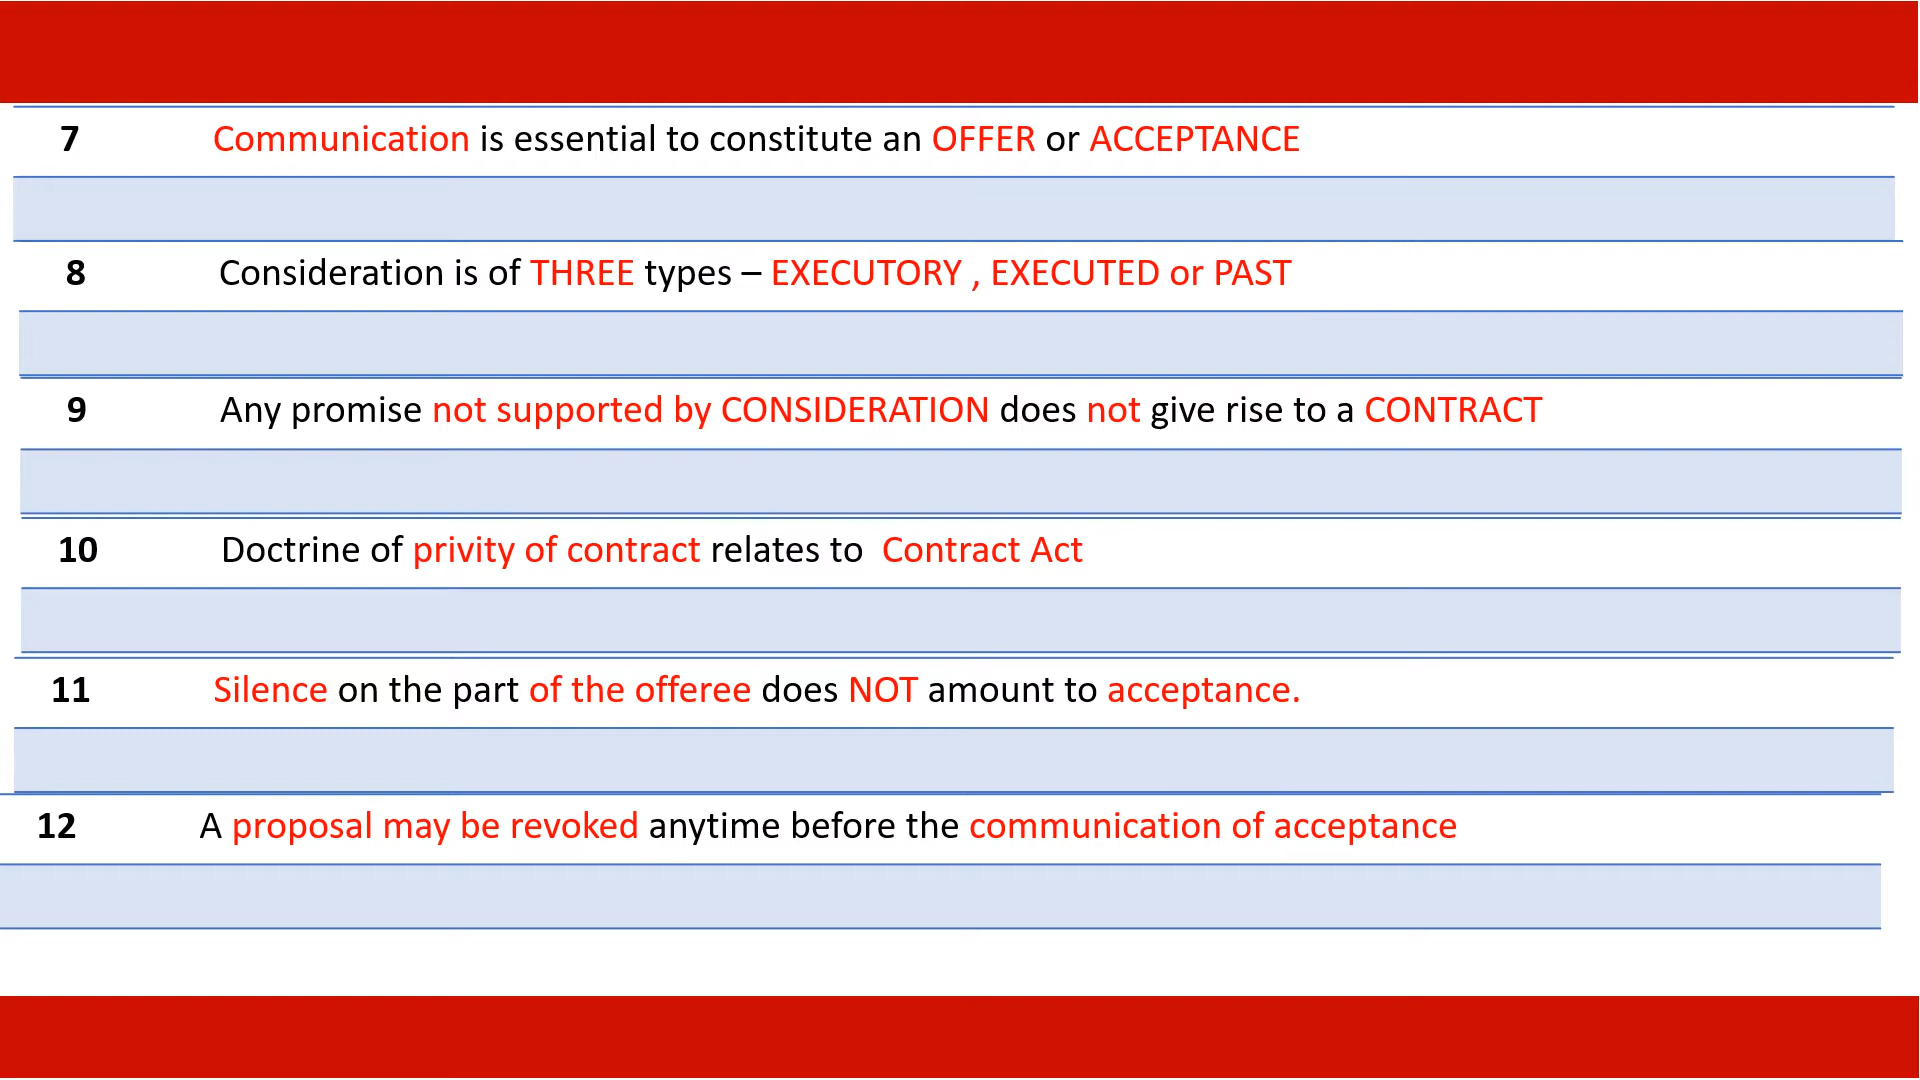 7 Communication is essential to constitute an OFFER or ACCEPTANCE
8 Consideration is of THREE types – EXECUTORY , EXECUTED or PAST
9 Any promise not supported by CONSIDERATION does not give rise to a CONTRACT
10 Doctrine of privity of contract relates to Contract Act
11 Silence on the part of the offeree does NOT amount to acceptance.
12 A proposal may be revoked anytime before the communication of acceptance